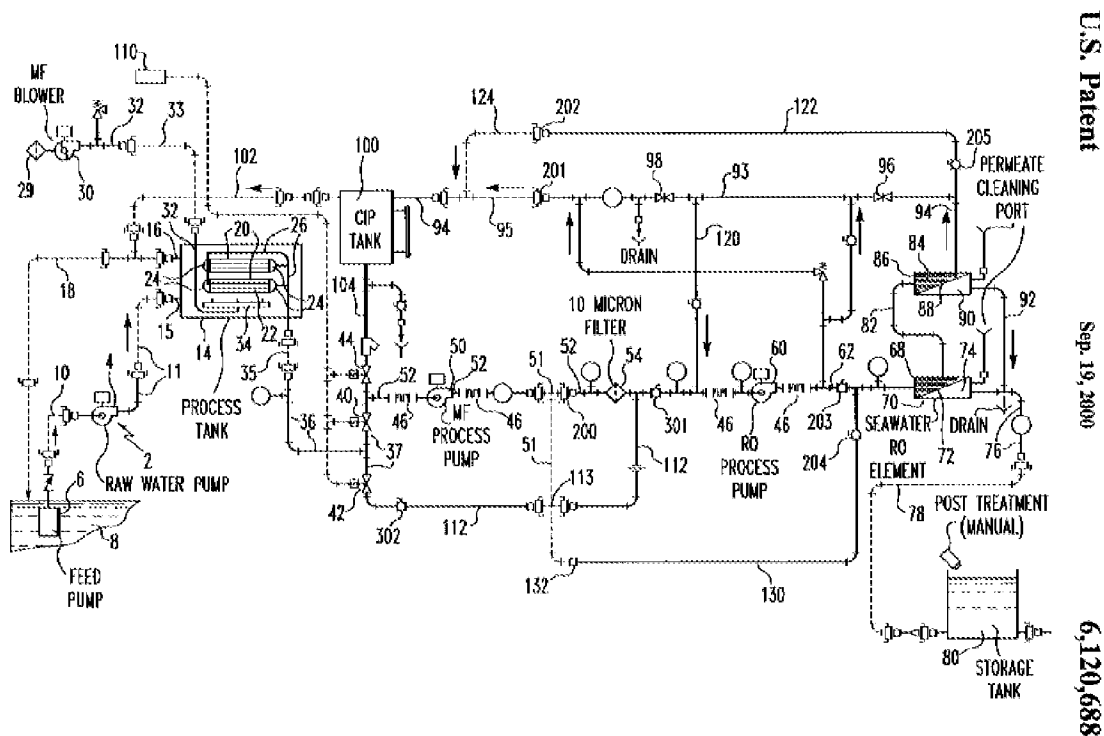 U.S. Patent
Sep. 19, 2000
6,120,688
110
MF
BLOWER
32
33
29
30
102
100
CIP
TANK
124
202
122
205
PERMEATE
CLEANING
PORT
201
98
93
96
94
95
94
DRAIN
120
16
32
20
26
24
24
18
15
14
34
22
104
10 MICRON
FILTER
86
84
88
90
92
82
10
4
11
35
PROCESS
TANK
36
44
40
52
50
52
46
46
MF
PROCESS
PUMP
37
51
52
54
200
301
60
46
46
RO
PROCESS
PUMP
62
203
68
74
70
SEAWATER
RO
ELEMENT
72
DRAIN
76
204
2
RAW WATER PUMP
6
8
FEED
PUMP
42
302
112
51
113
112
132
130
78
POST TREATMENT
(MANUAL)
80
STORAGE
TANK